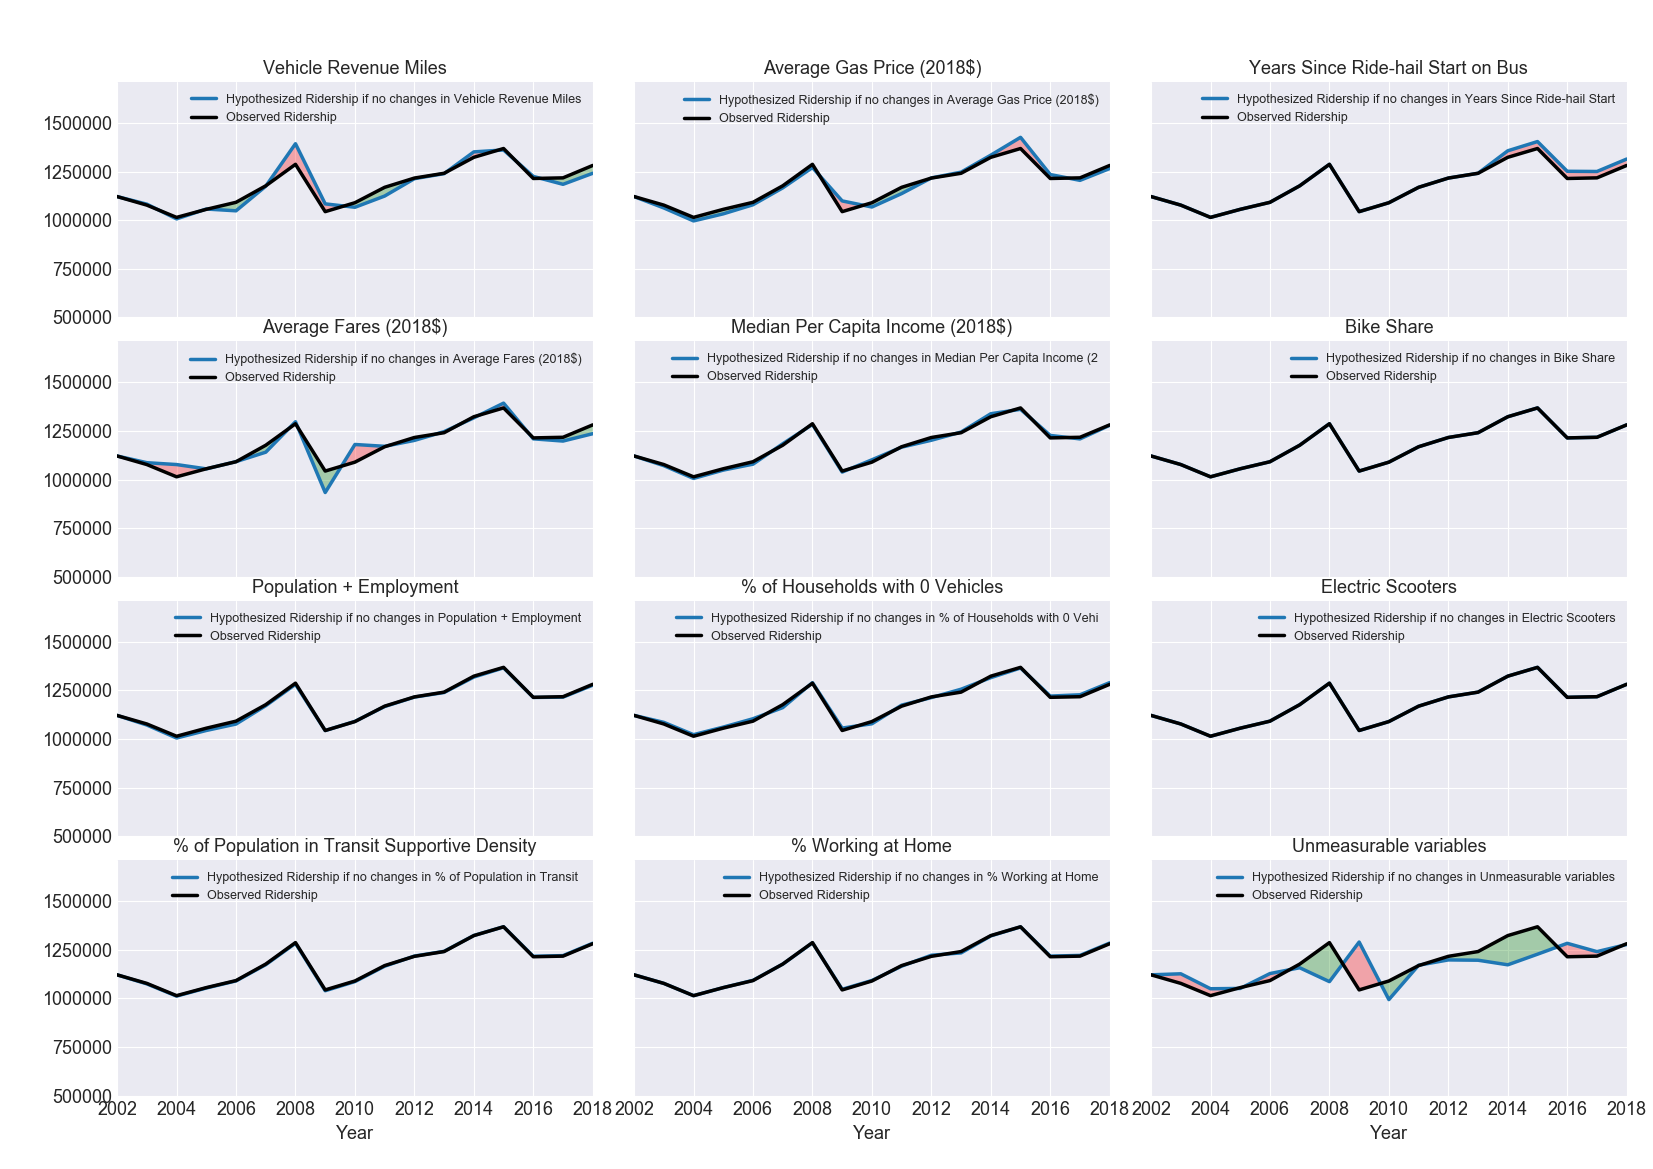 Vehicle Revenue Miles
Average Gas Price (2018$)
Years Since Ride-hail Start on Bus
Hypothesized Ridership if no changes in Vehicle Revenue Miles
Observed Ridership
Hypothesized Ridership if no changes in Average Gas Price (2018$)
Observed Ridership
Hypothesized Ridership if no changes in Years Since Ride-hail Start
Observed Ridership
1500000
1250000
1000000
750000
500000
Average Fares (2018$)
Median Per Capita Income (2018$)
Bike Share
Hypothesized Ridership if no changes in Average Fares (2018$)
Observed Ridership
Hypothesized Ridership if no changes in Median Per Capita Income (2
Observed Ridership
Hypothesized Ridership if no changes in Bike Share
Observed Ridership
1500000
1250000
1000000
750000
500000
Population + Employment
% of Households with 0 Vehicles
Electric Scooters
Hypothesized Ridership if no changes in Population + Employment
Observed Ridership
Hypothesized Ridership if no changes in % of Households with 0 Vehi
Observed Ridership
Hypothesized Ridership if no changes in Electric Scooters
Observed Ridership
1500000
1250000
1000000
750000
500000
% of Population in Transit Supportive Density
% Working at Home
Unmeasurable variables
Hypothesized Ridership if no changes in % of Population in Transit
Observed Ridership
Hypothesized Ridership if no changes in % Working at Home
Observed Ridership
Hypothesized Ridership if no changes in Unmeasurable variables
Observed Ridership
1500000
1250000
1000000
750000
500000
2002 2004 2006 2008 2010 2012 2014 2016 2018
2002 2004 2006 2008 2010 2012 2014 2016 2018
2002 2004 2006 2008 2010 2012 2014 2016 2018
Year
Year
Year